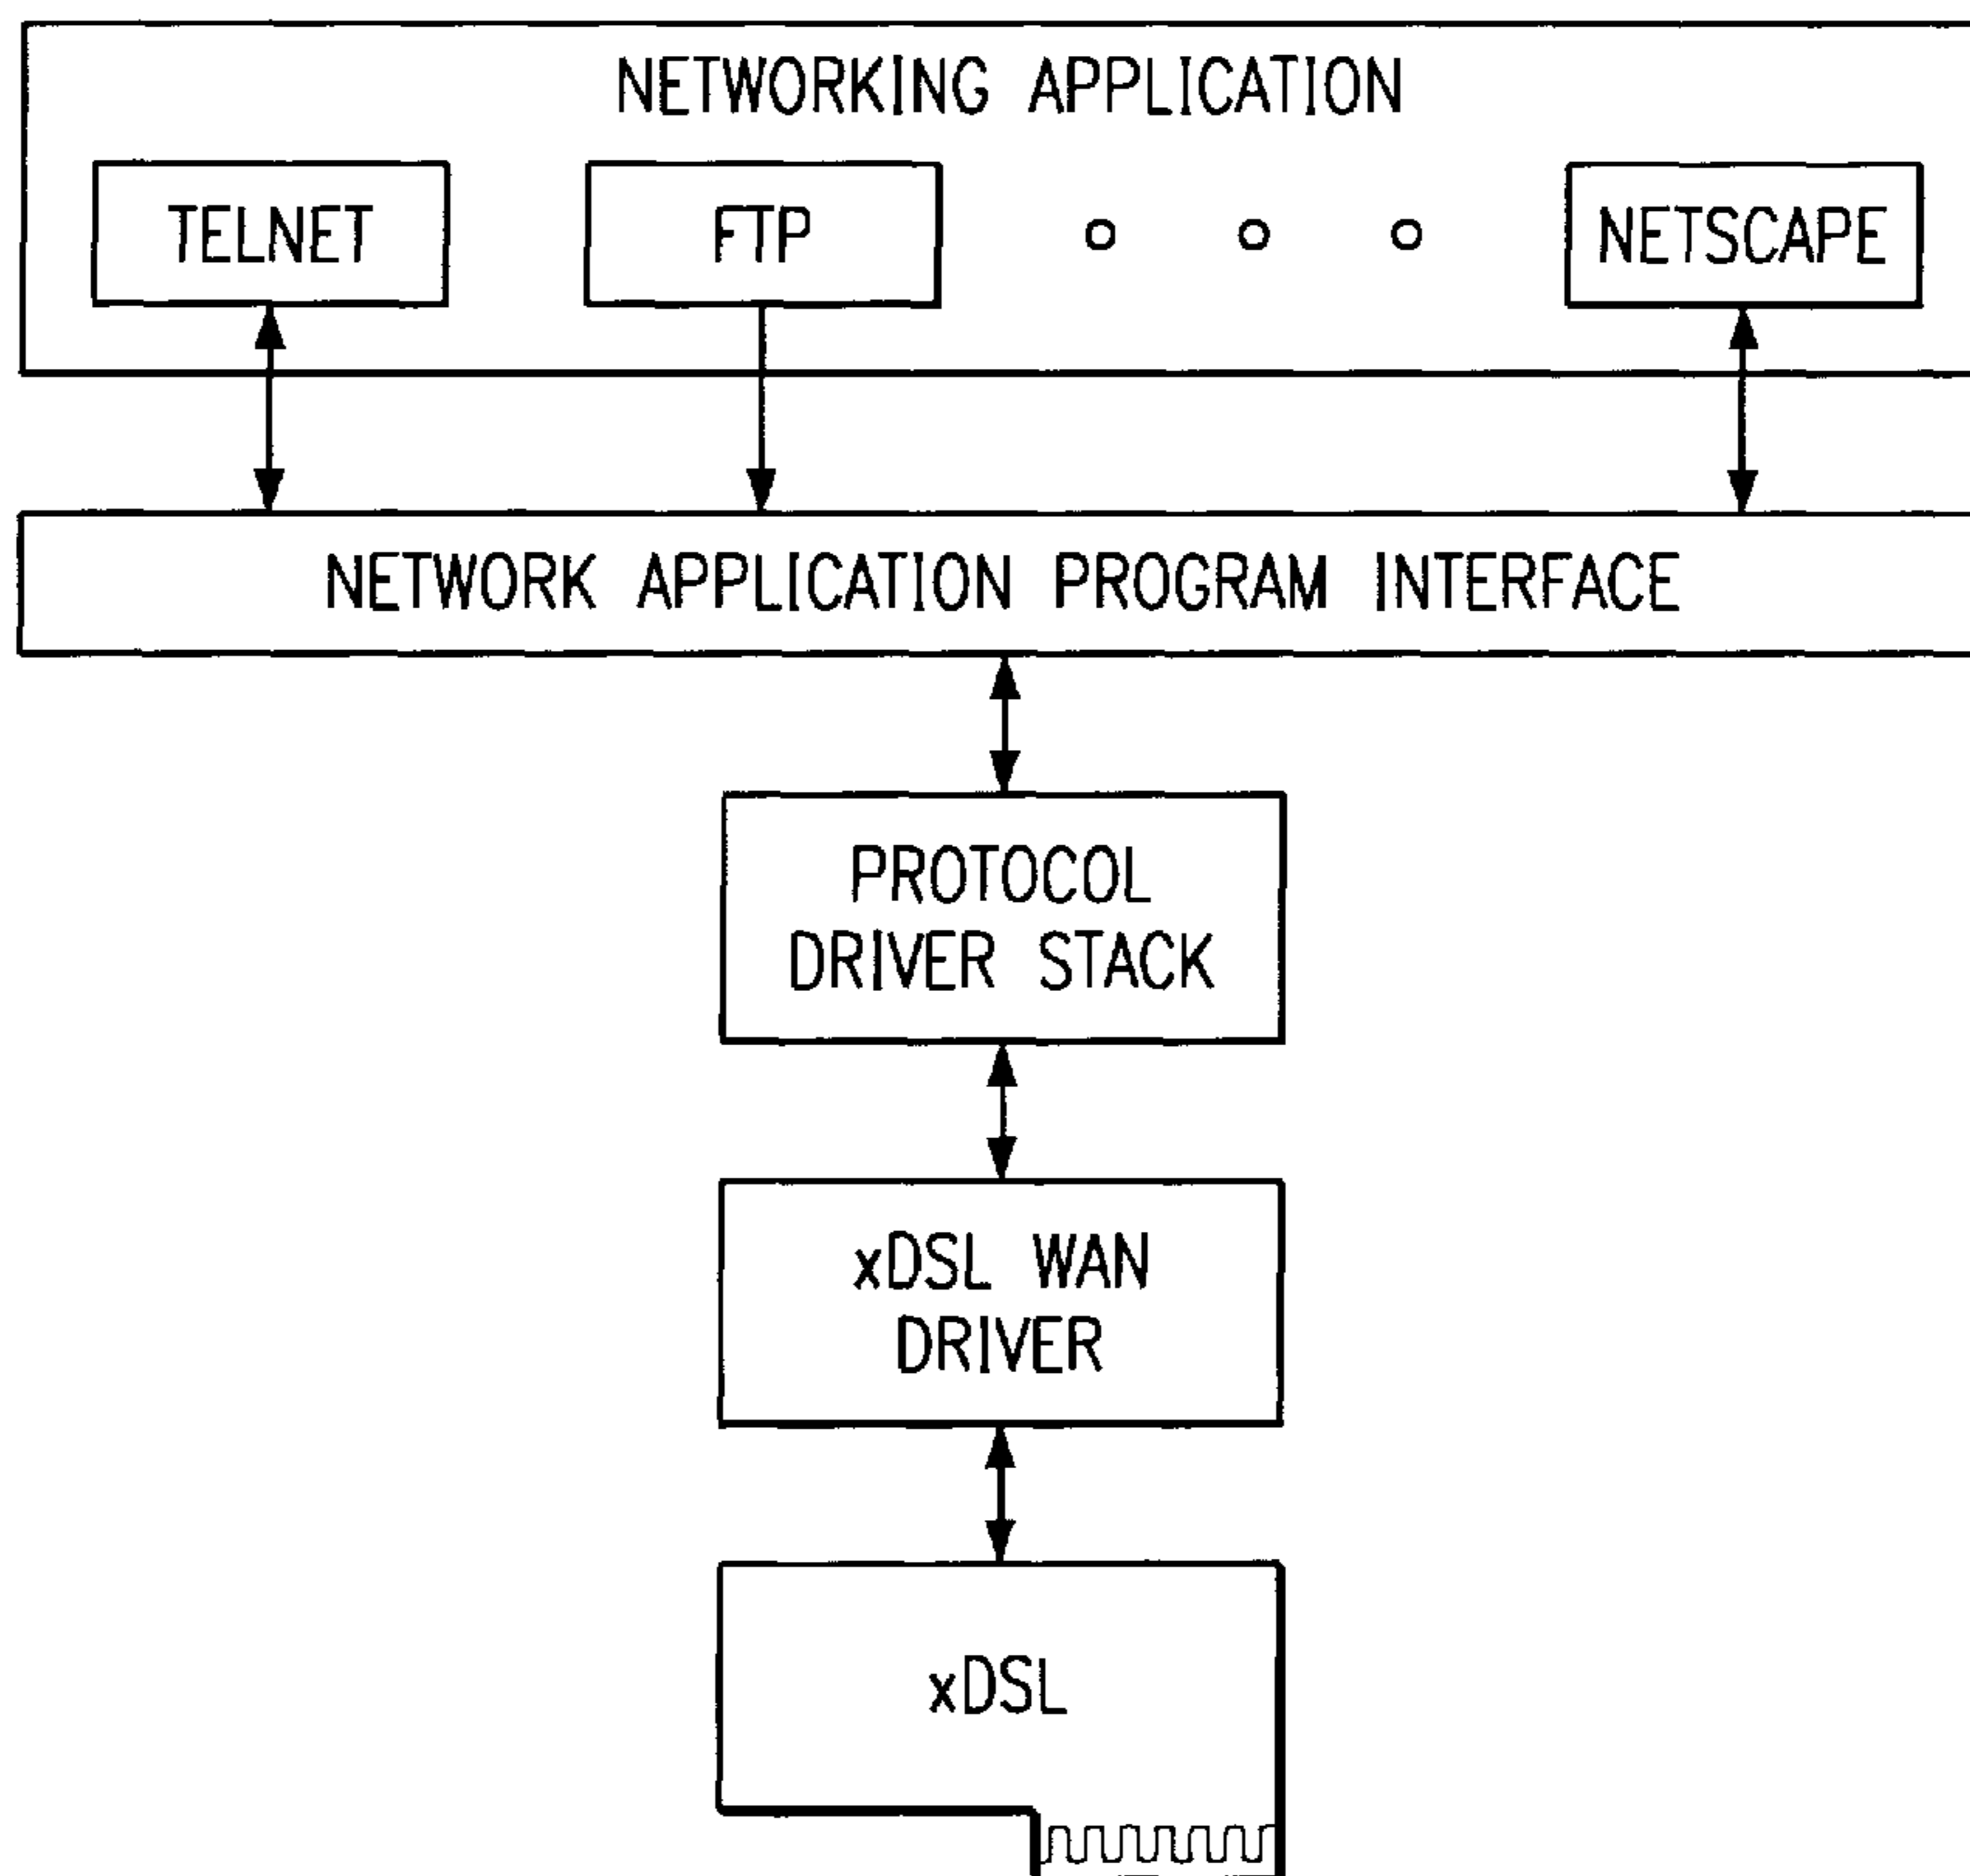 NETWORKING APPLICATION
TELNET
FTP
NETSCAPE
NETWORK APPLICATION PROGRAM INTERFACE
PROTOCOL
DRIVER STACK
xDSL WAN
DRIVER
xDSL